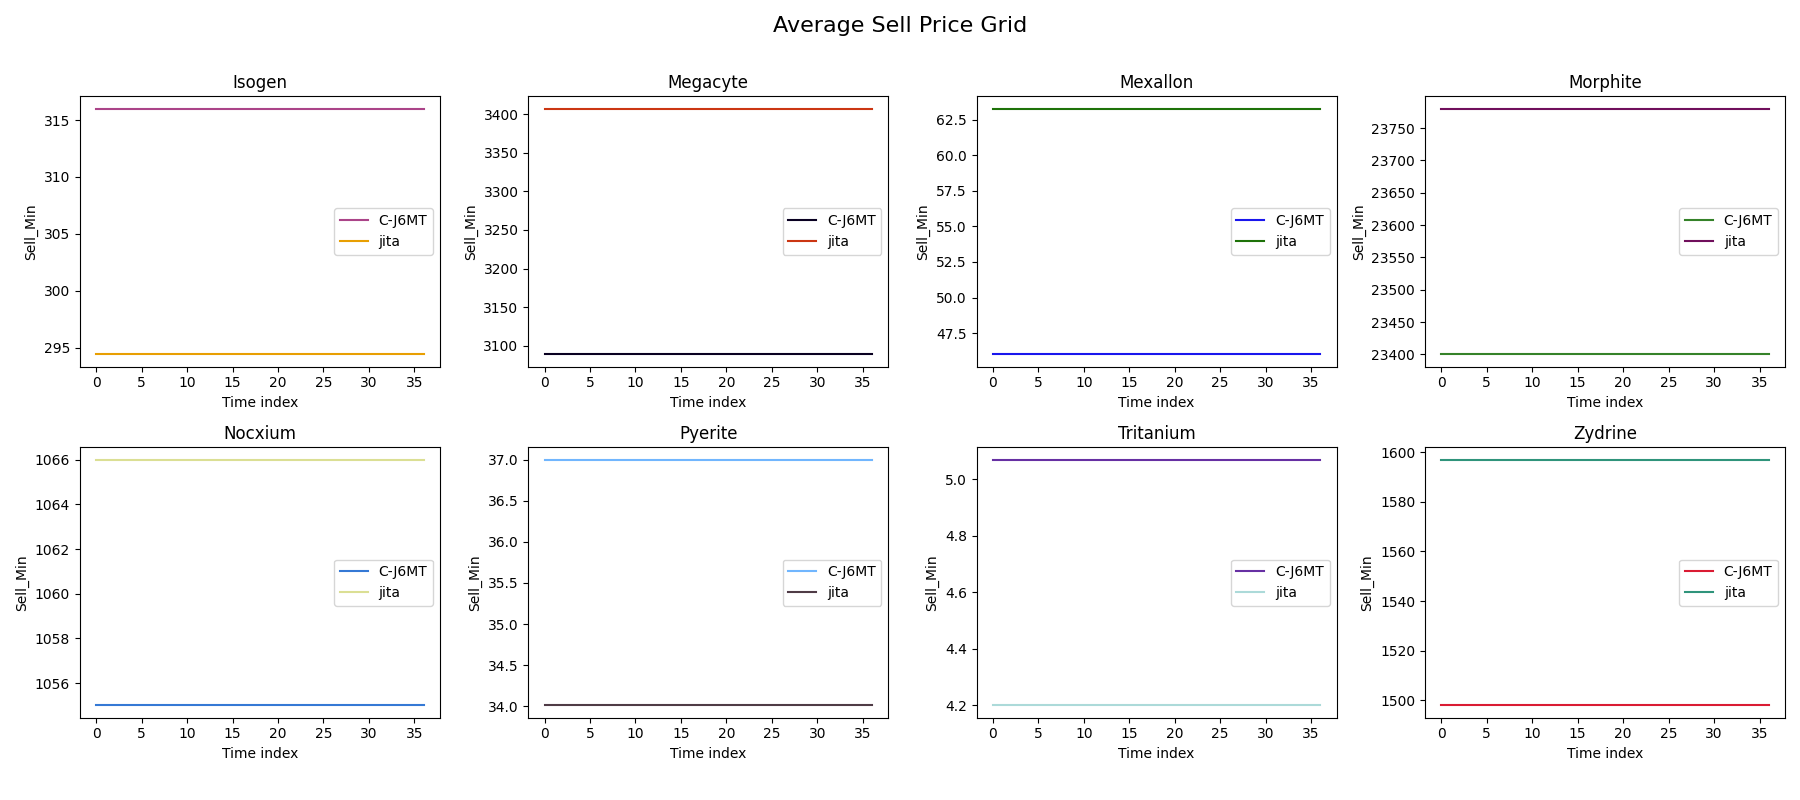 Average Sell Price Grid
Isogen
Sell_Min
315
310
305
300
295
C-J6MT
jita
0 5 10 15 20 25 30 35
Time index
Megacyte
Sell_Min
3400
3350
3300
3250
3200
3150
3100
C-J6MT
jita
0 5 10 15 20 25 30 35
Time index
Mexallon
Sell_Min
62.5
60.0
57.5
55.0
52.5
50.0
47.5
C-J6MT
jita
0 5 10 15 20 25 30 35
Time index
Morphite
Sell_Min
23750
23700
23650
23600
23550
23500
23450
23400
C-J6MT
jita
0 5 10 15 20 25 30 35
Time index
Nocxium
Sell_Min
1066
1064
1062
1060
1058
1056
C-J6MT
jita
0 5 10 15 20 25 30 35
Time index
Pyerite
Sell_Min
37.0
36.5
36.0
35.5
35.0
34.5
34.0
C-J6MT
jita
0 5 10 15 20 25 30 35
Time index
Tritanium
Sell_Min
5.0
4.8
4.6
4.4
4.2
C-J6MT
jita
0 5 10 15 20 25 30 35
Time index
Zydrine
Sell_Min
1600
1580
1560
1540
1520
1500
C-J6MT
jita
0 5 10 15 20 25 30 35
Time index